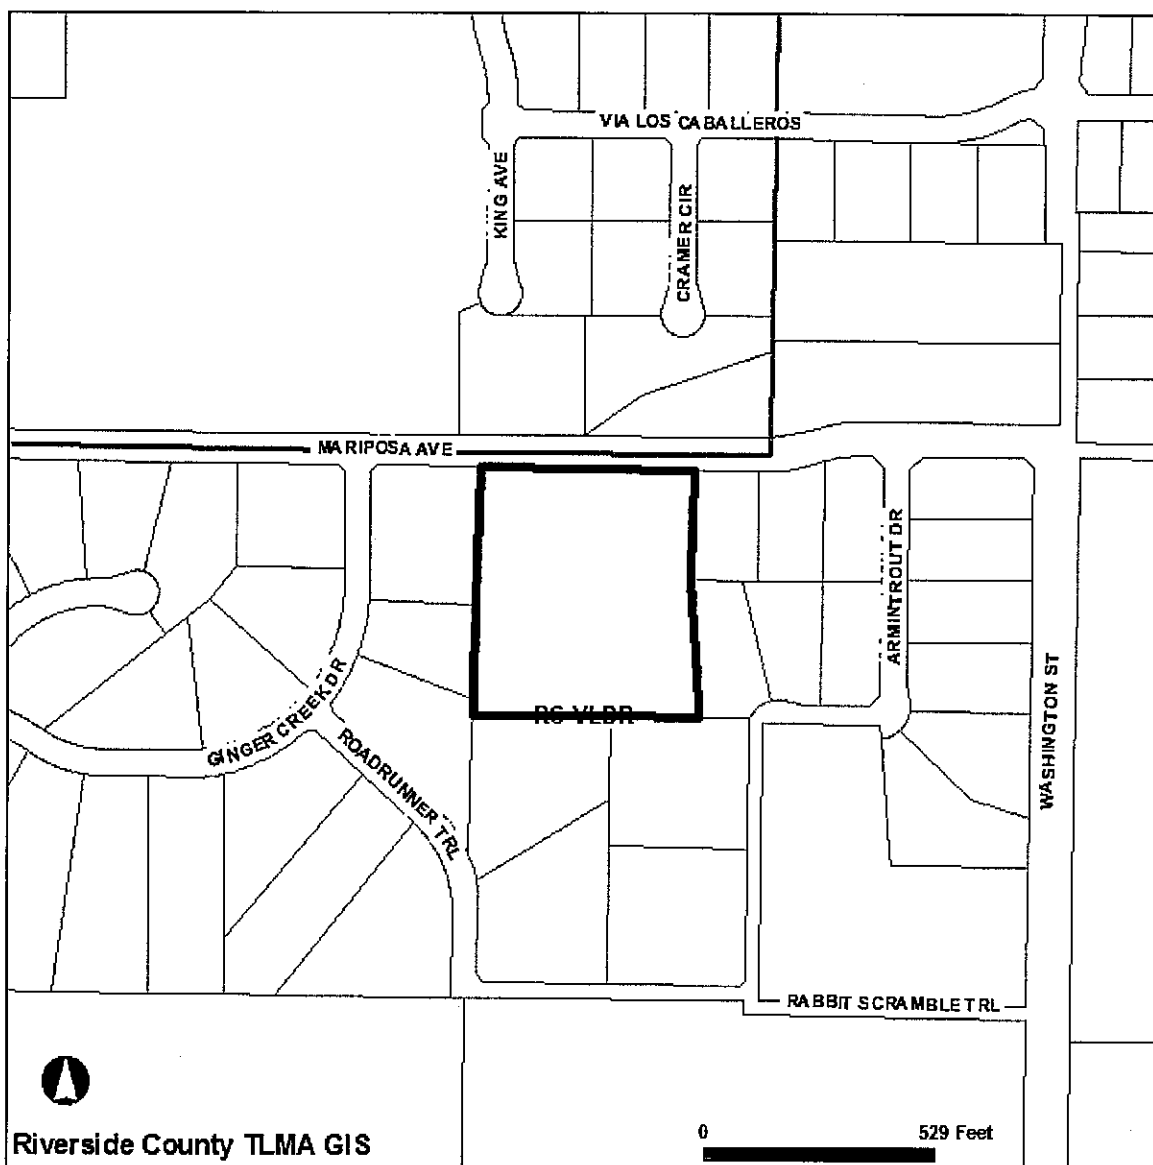 VIA LOS CABALLEROS
KING AVE
CRAMER CIR
MARIPOSA AVE
ARMINTROUT DR
WASHINGTON ST
GINGER CREEK DR
ROADRUNNER TRL
RC-VLDR
RABBIT SCRAMBLE TRL
Riverside County TLMA GIS
0 529 Feet